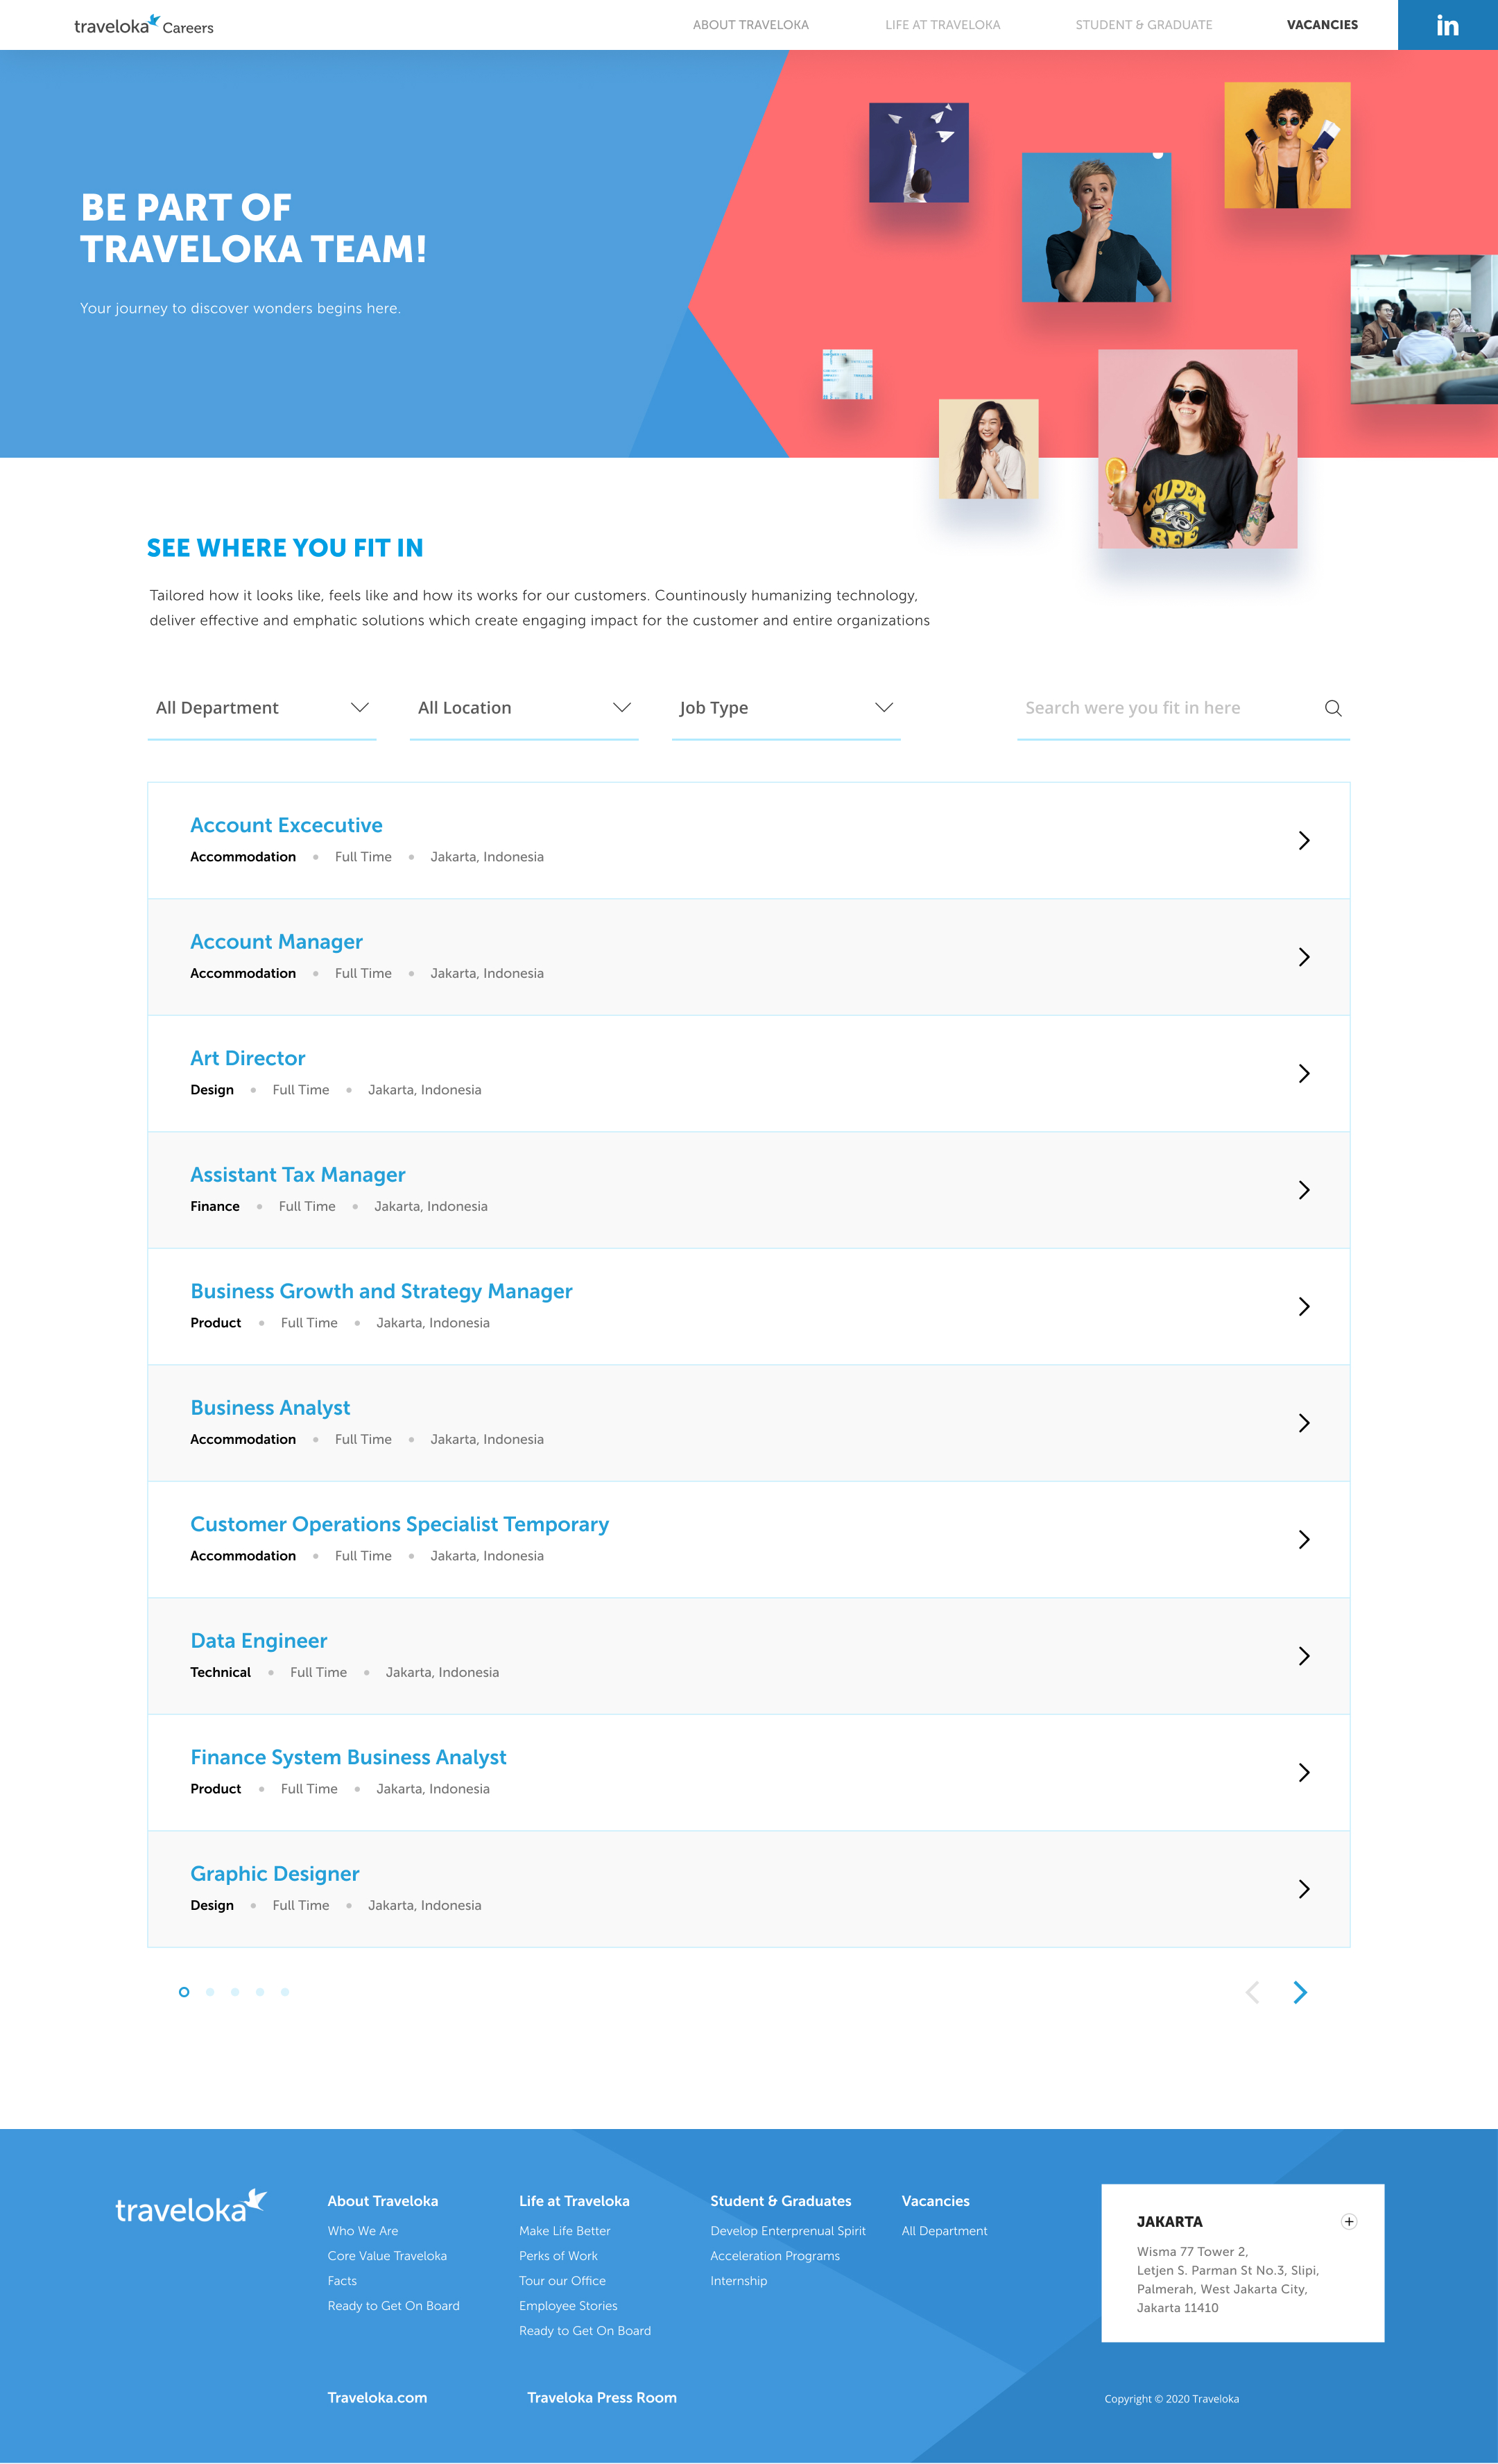 traveloka Careers
ABOUT TRAVELOKA
LIFE AT TRAVELOKA
STUDENT & GRADUATE
VACANCIES
in
BE PART OF
TRAVELOKA TEAM!
Your journey to discover wonders begins here.
SUPER
BEE
SEE WHERE YOU FIT IN
Tailored how it looks like, feels like and how its works for our customers. Countinously humanizing technology,
deliver effective and emphatic solutions which create engaging impact for the customer and entire organizations
All Department
All Location
Job Type
Search were you fit in here
Account Excecutive
Accommodation • Full Time • Jakarta, Indonesia
Account Manager
Accommodation • Full Time • Jakarta, Indonesia
Art Director
Design • Full Time • Jakarta, Indonesia
Assistant Tax Manager
Finance • Full Time • Jakarta, Indonesia
Business Growth and Strategy Manager
Product • Full Time • Jakarta, Indonesia
Business Analyst
Accommodation • Full Time • Jakarta, Indonesia
Customer Operations Specialist Temporary
Accommodation • Full Time • Jakarta, Indonesia
Data Engineer
Technical • Full Time • Jakarta, Indonesia
Finance System Business Analyst
Product • Full Time • Jakarta, Indonesia
Graphic Designer
Design • Full Time • Jakarta, Indonesia
traveloka
About Traveloka
Who We Are
Core Value Traveloka
Facts
Ready to Get On Board
Life at Traveloka
Make Life Better
Perks of Work
Tour our Office
Employee Stories
Ready to Get On Board
Student & Graduates
Develop Enterprenual Spirit
Acceleration Programs
Internship
Vacancies
All Department
JAKARTA
Wisma 77 Tower 2,
Letjen S. Parman St No.3, Slipi,
Palmerah, West Jakarta City,
Jakarta 11410
Traveloka.com
Traveloka Press Room
Copyright © 2020 Traveloka